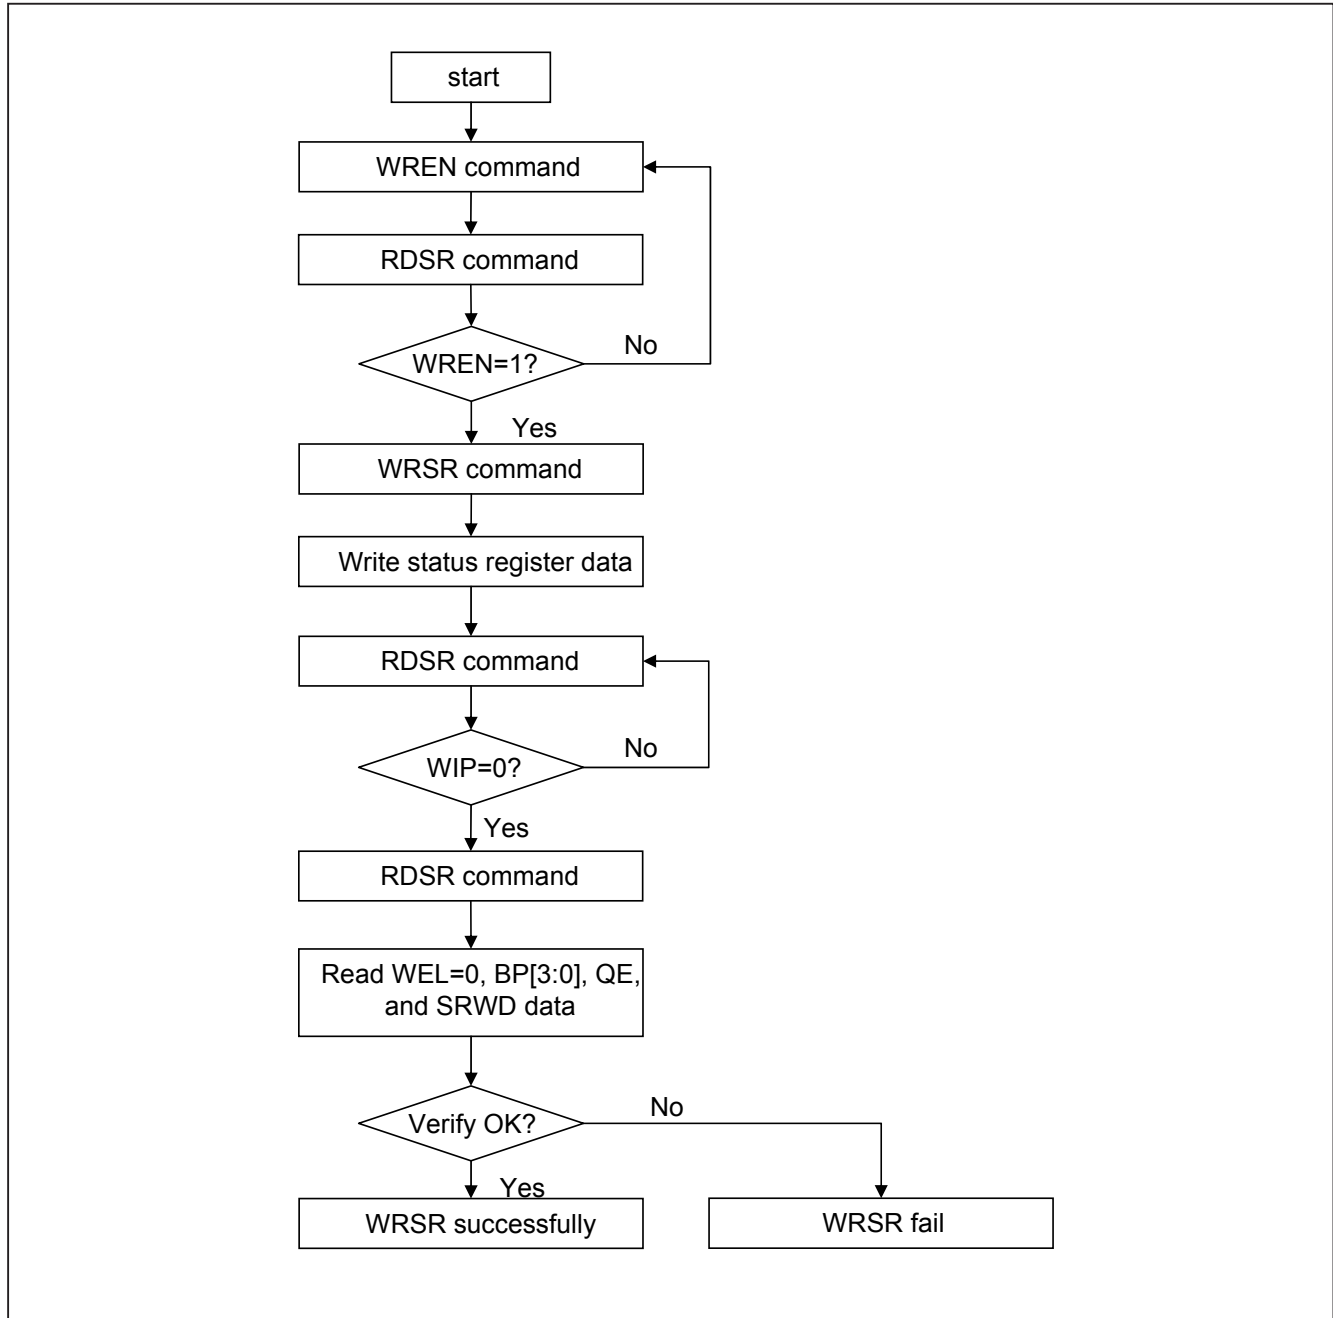 start
WREN command
RDSR command
WREN=1?
No
Yes
WRSR command
Write status register data
RDSR command
WIP=0?
No
Yes
RDSR command
Read WEL=0, BP[3:0], QE,
and SRWD data
Verify OK?
No
Yes
WRSR successfully
WRSR fail